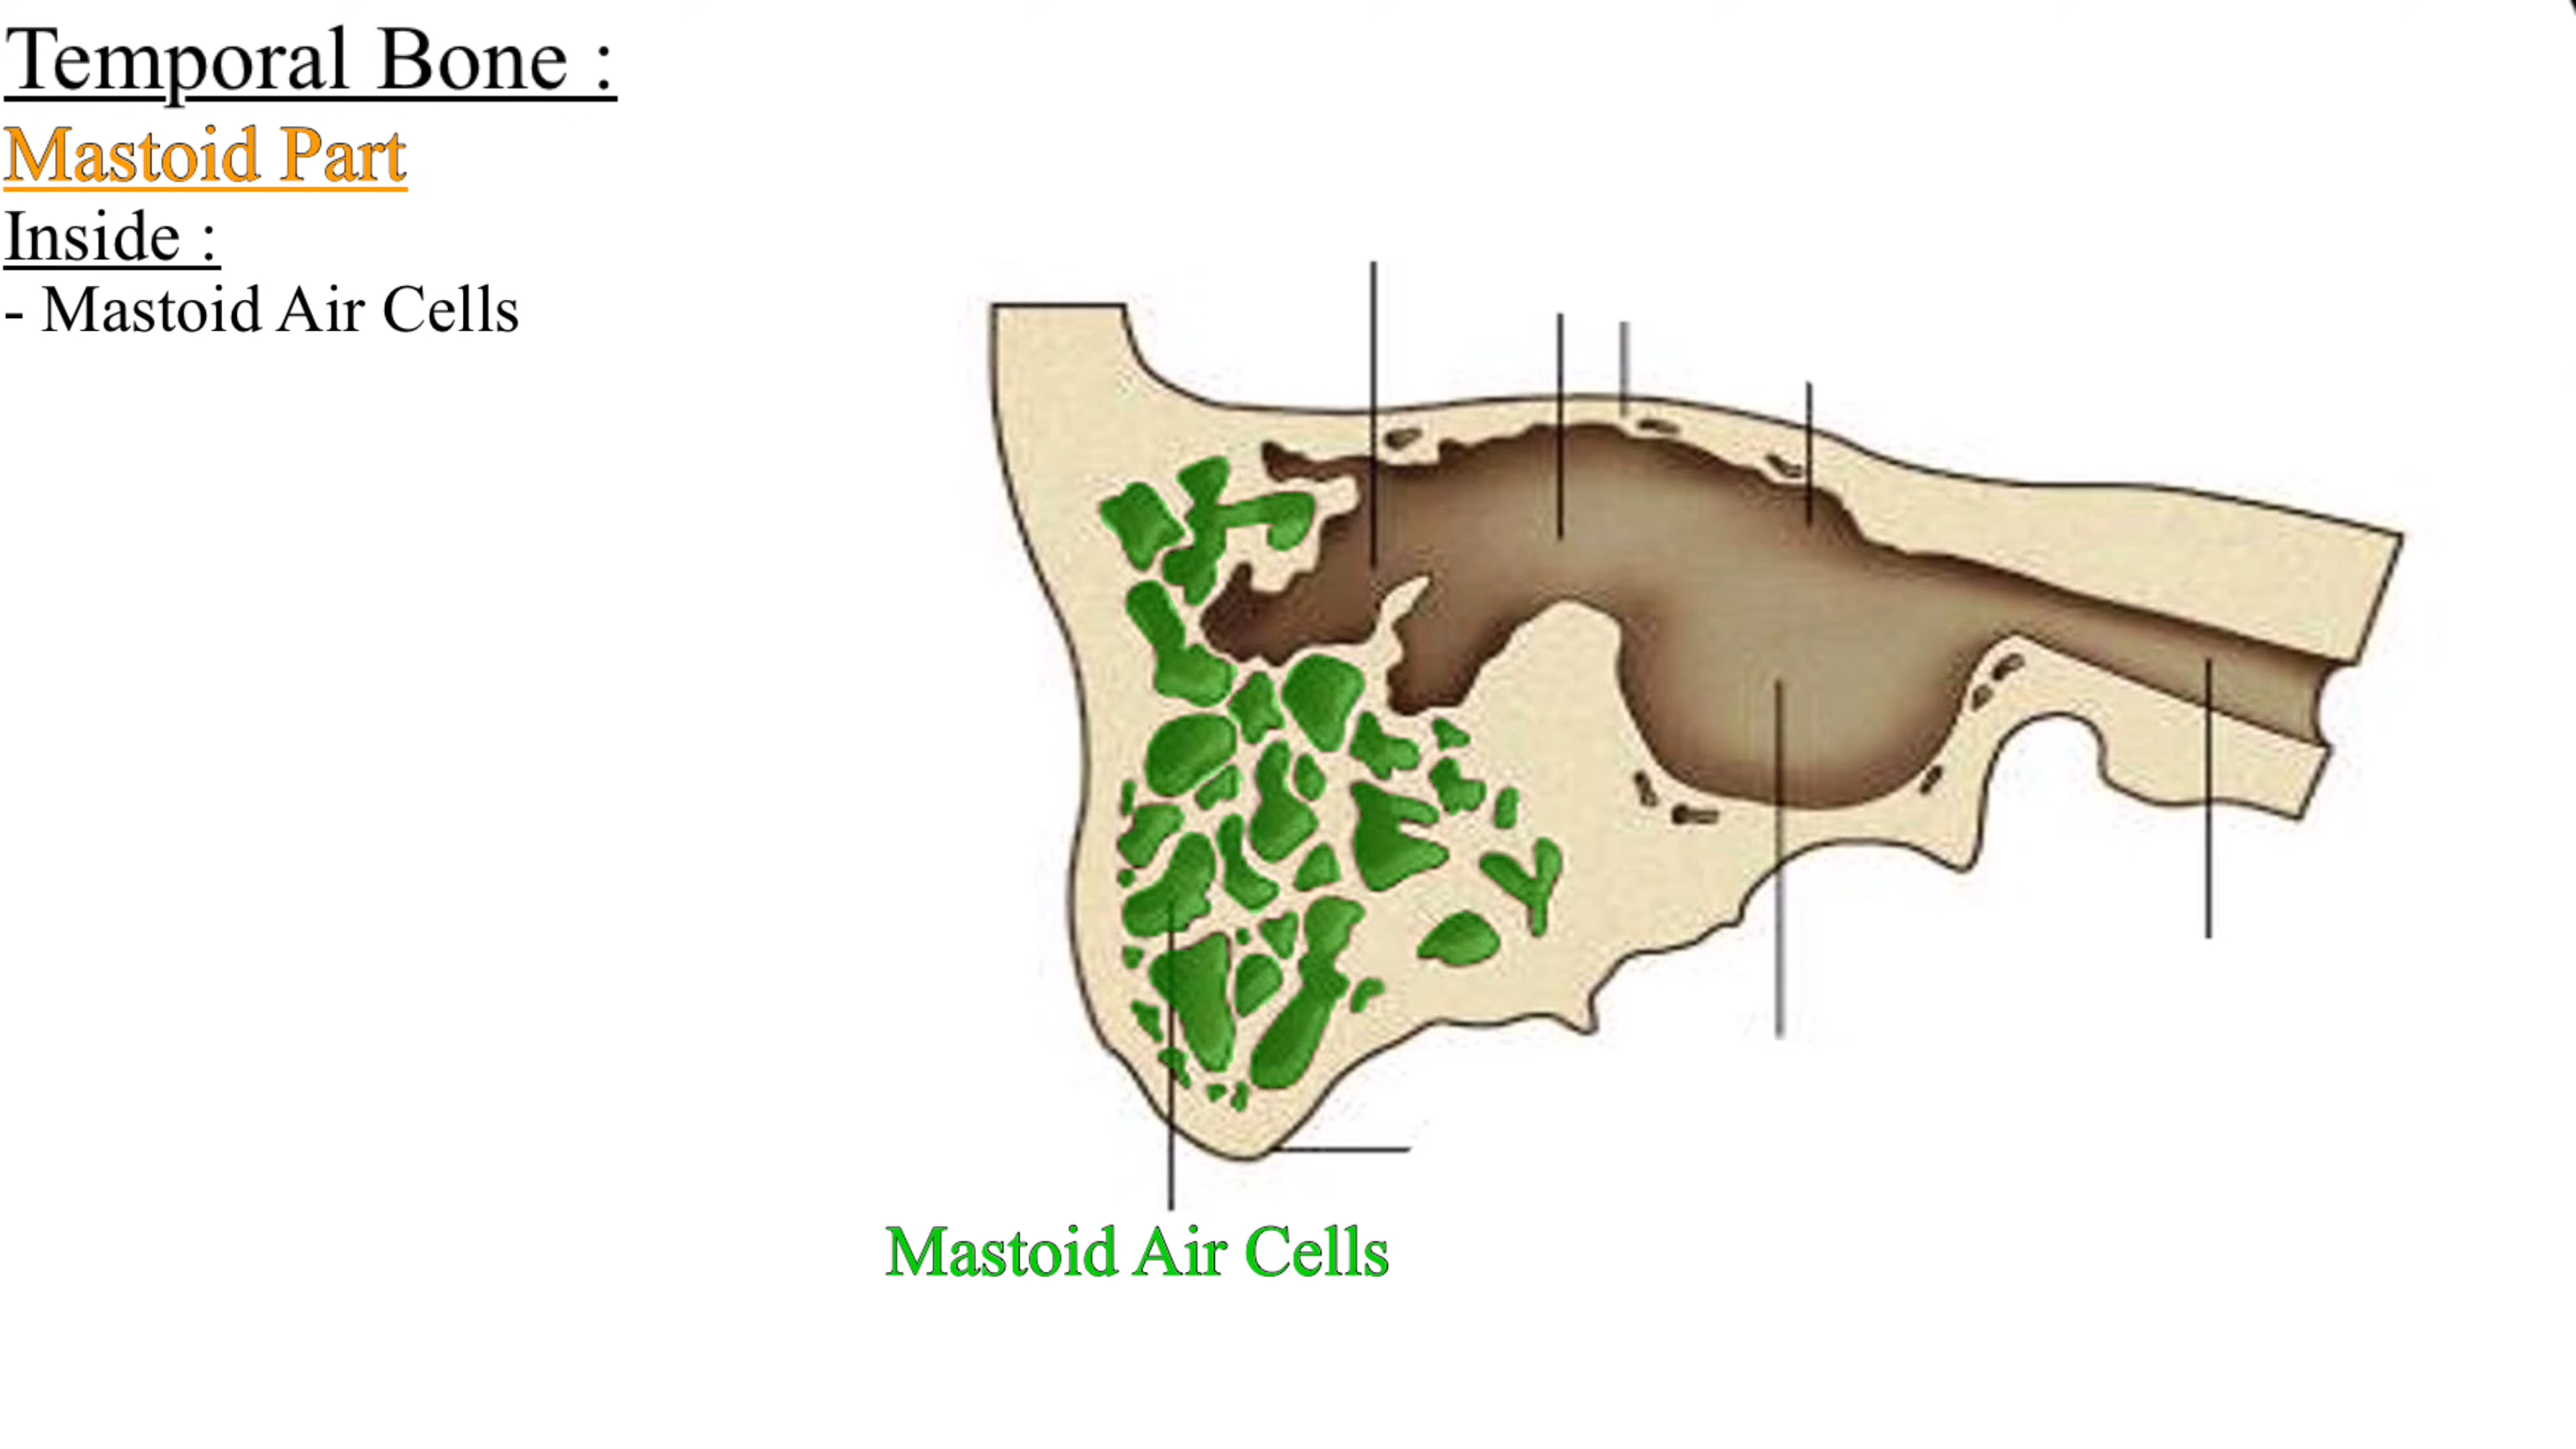 Temporal Bone :
Mastoid Part
Inside :
- Mastoid Air Cells
Mastoid Air Cells